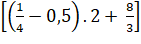 [(1/4 − 0,5) . 2 + 8/3]